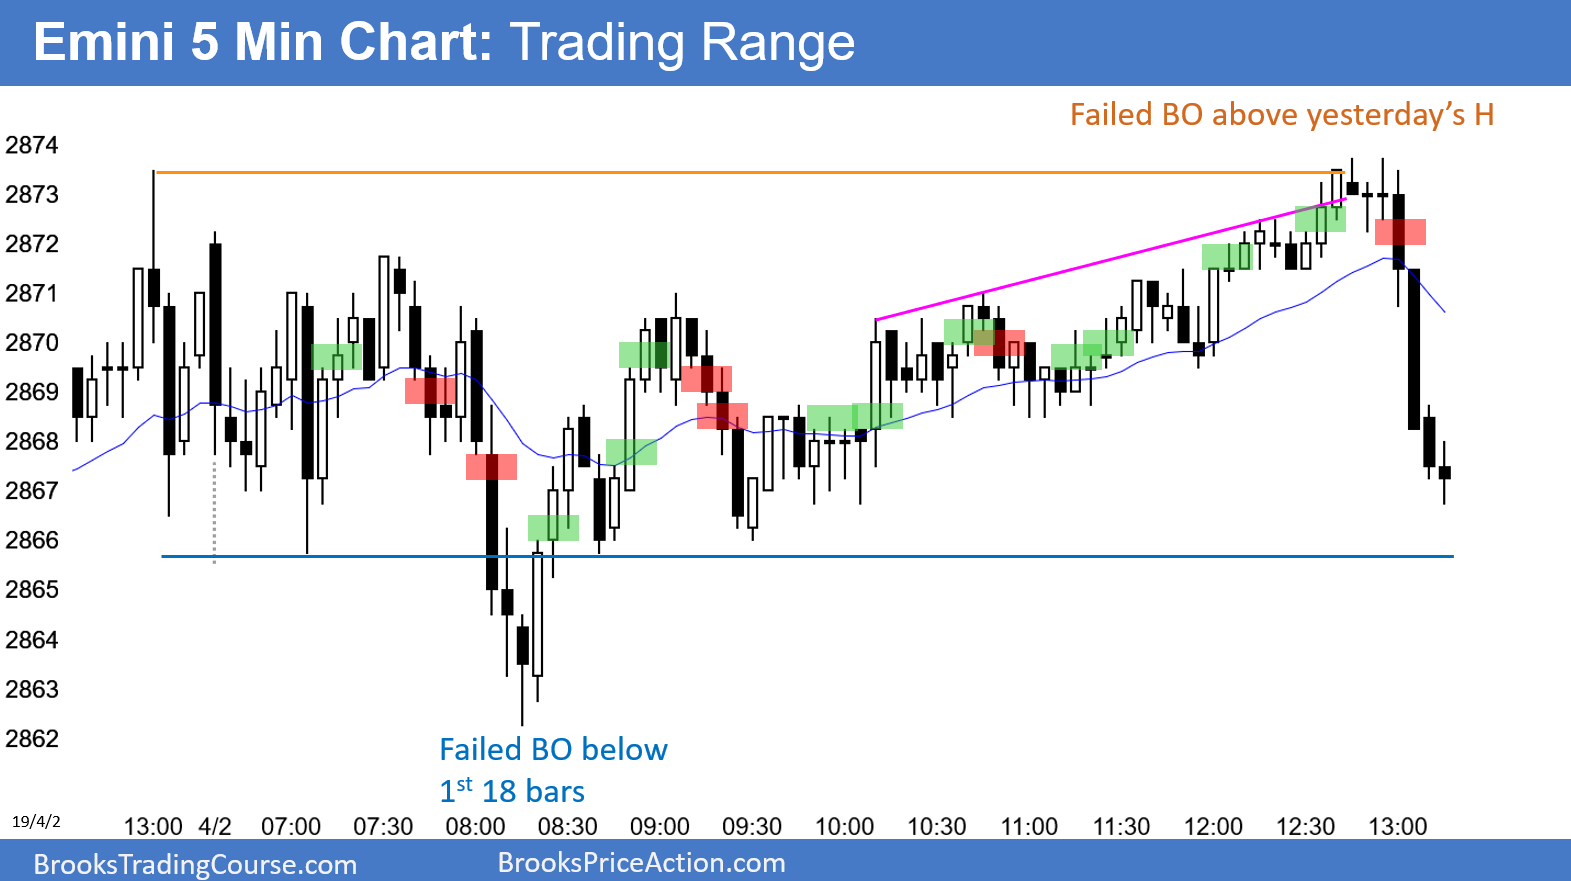 Emini 5 Min Chart: Trading Range
Failed BO above yesterday's H
2874
2873
2872
2871
2870
2869
2868
2867
2866
2865
2864
2863
2862
Failed BO below
1st 18 bars
19/4/2
13:00 4/2 07:00 07:30 08:00 08:30 09:00 09:30 10:00 10:30 11:00 11:30 12:00 12:30 13:00
BrooksTradingCourse.com
BrooksPriceAction.com